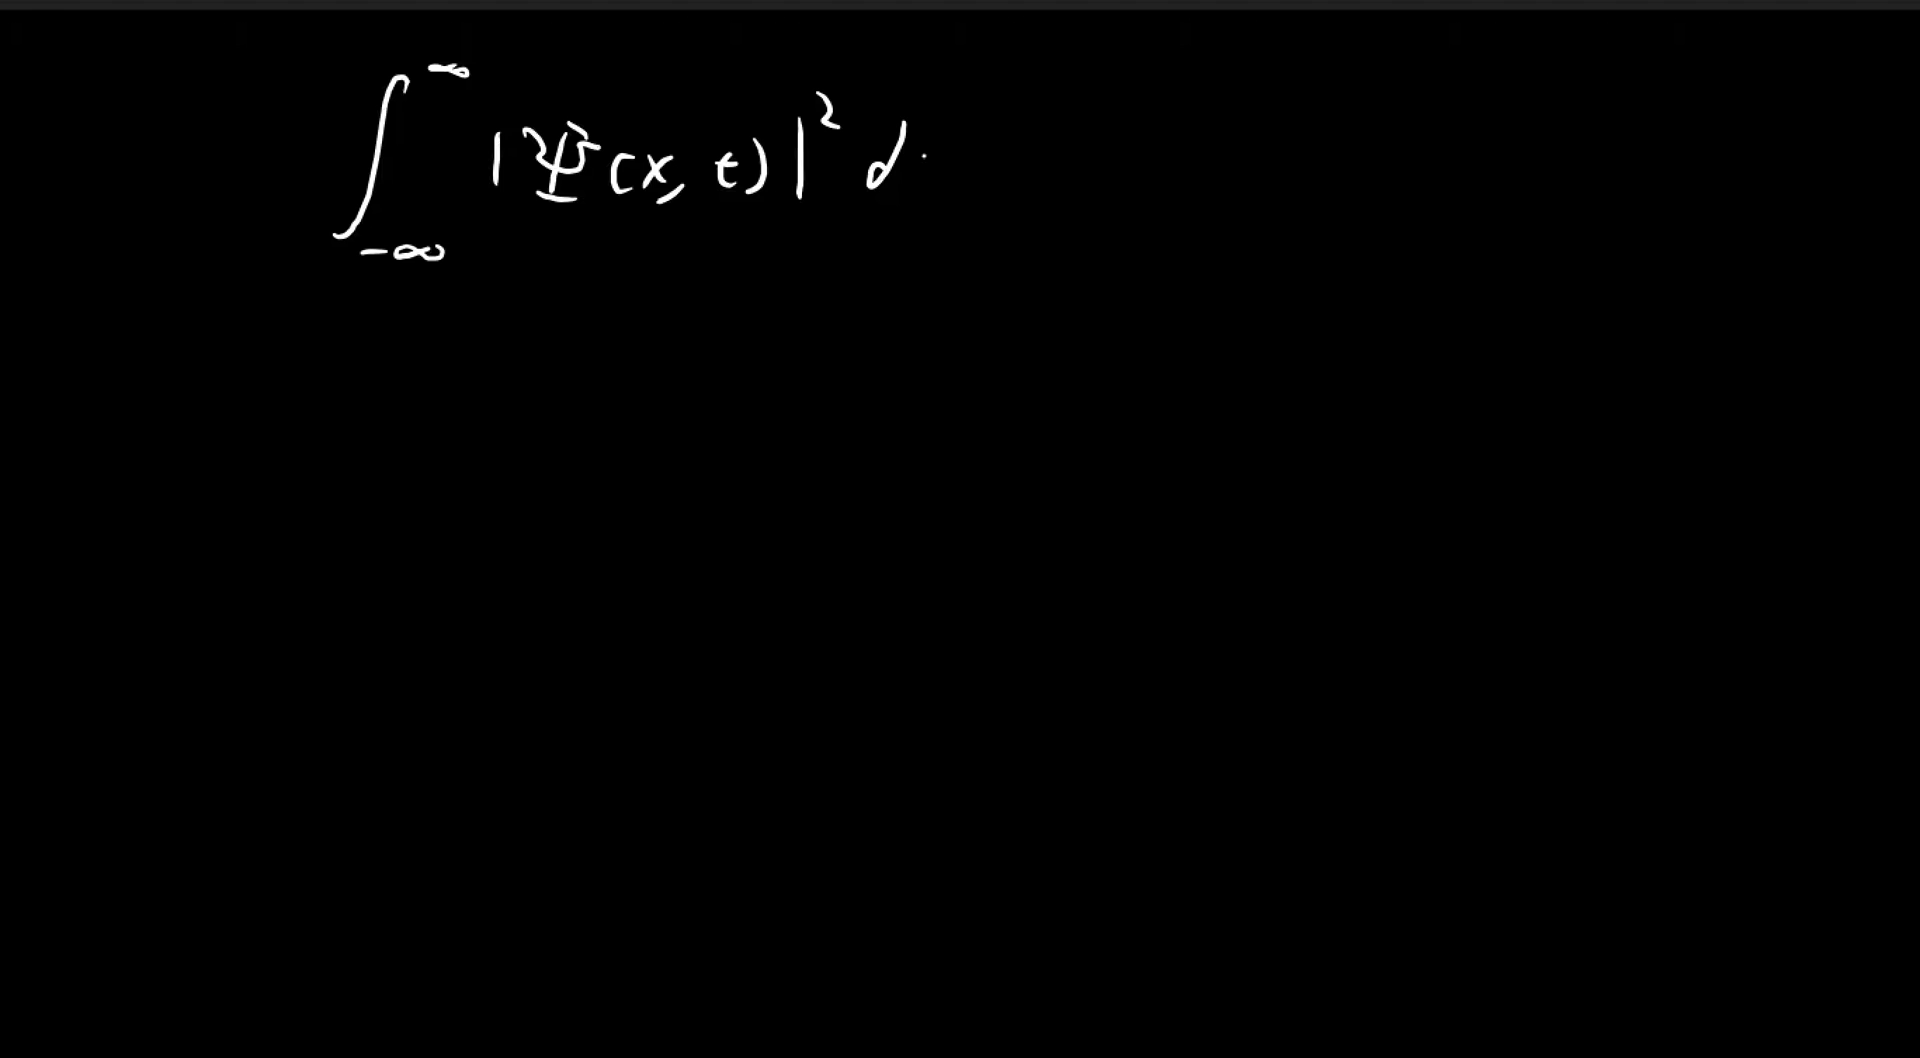 ∫_{-∞}^{∞} |Ψ(x, t)|² d